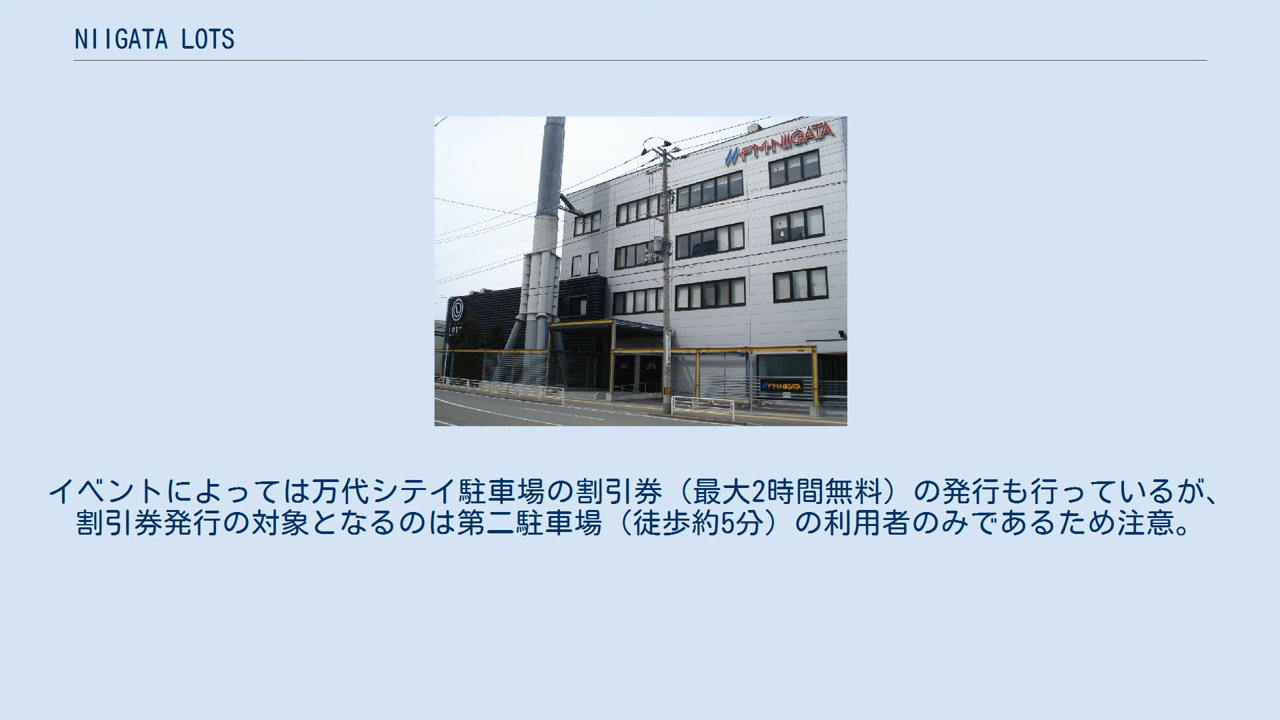 NIIGATA LOTS
FM・NIIGATA
LOTS
FM・NIIGATA
イベントによっては万代シテイ駐車場の割引券（最大2時間無料）の発行も行っているが、
割引券発行の対象となるのは第二駐車場（徒歩約5分）の利用者のみであるため注意。